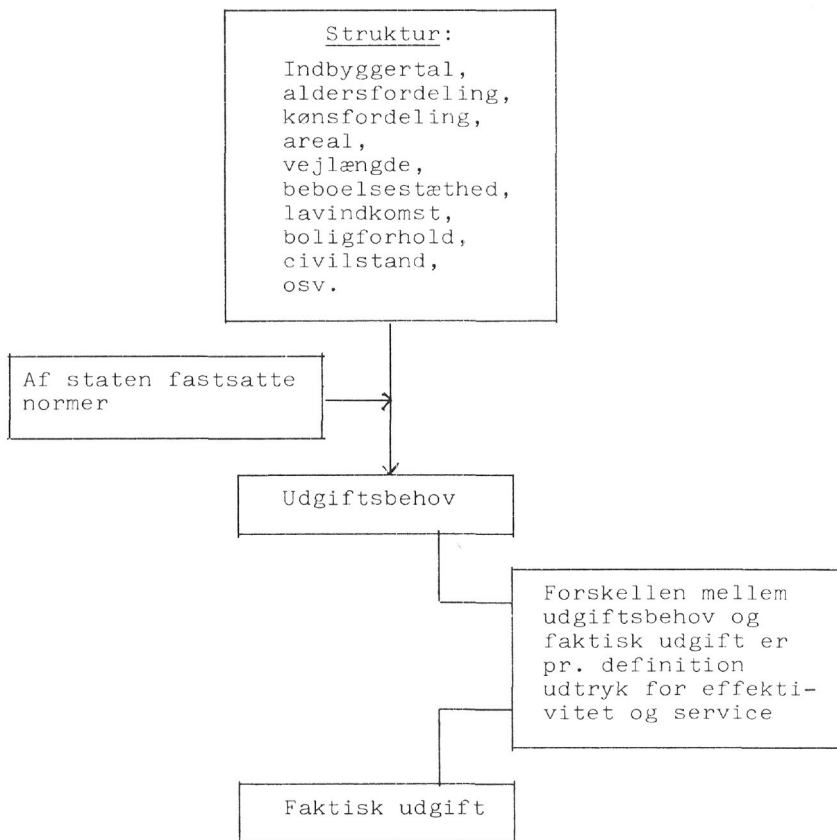 Struktur:
Indbyggertal,
aldersfordeling,
kønsfordeling,
areal,
vejlængde,
beboelsestæthed,
lavindkomst,
boligforhold,
civilstand,
osv.
Af staten fastsatte
normer
Udgiftsbehov
Forskellen mellem
udgiftsbehov og
faktisk udgift er
pr. definition
udtryk for effekti-
vitet og service
Faktisk udgift